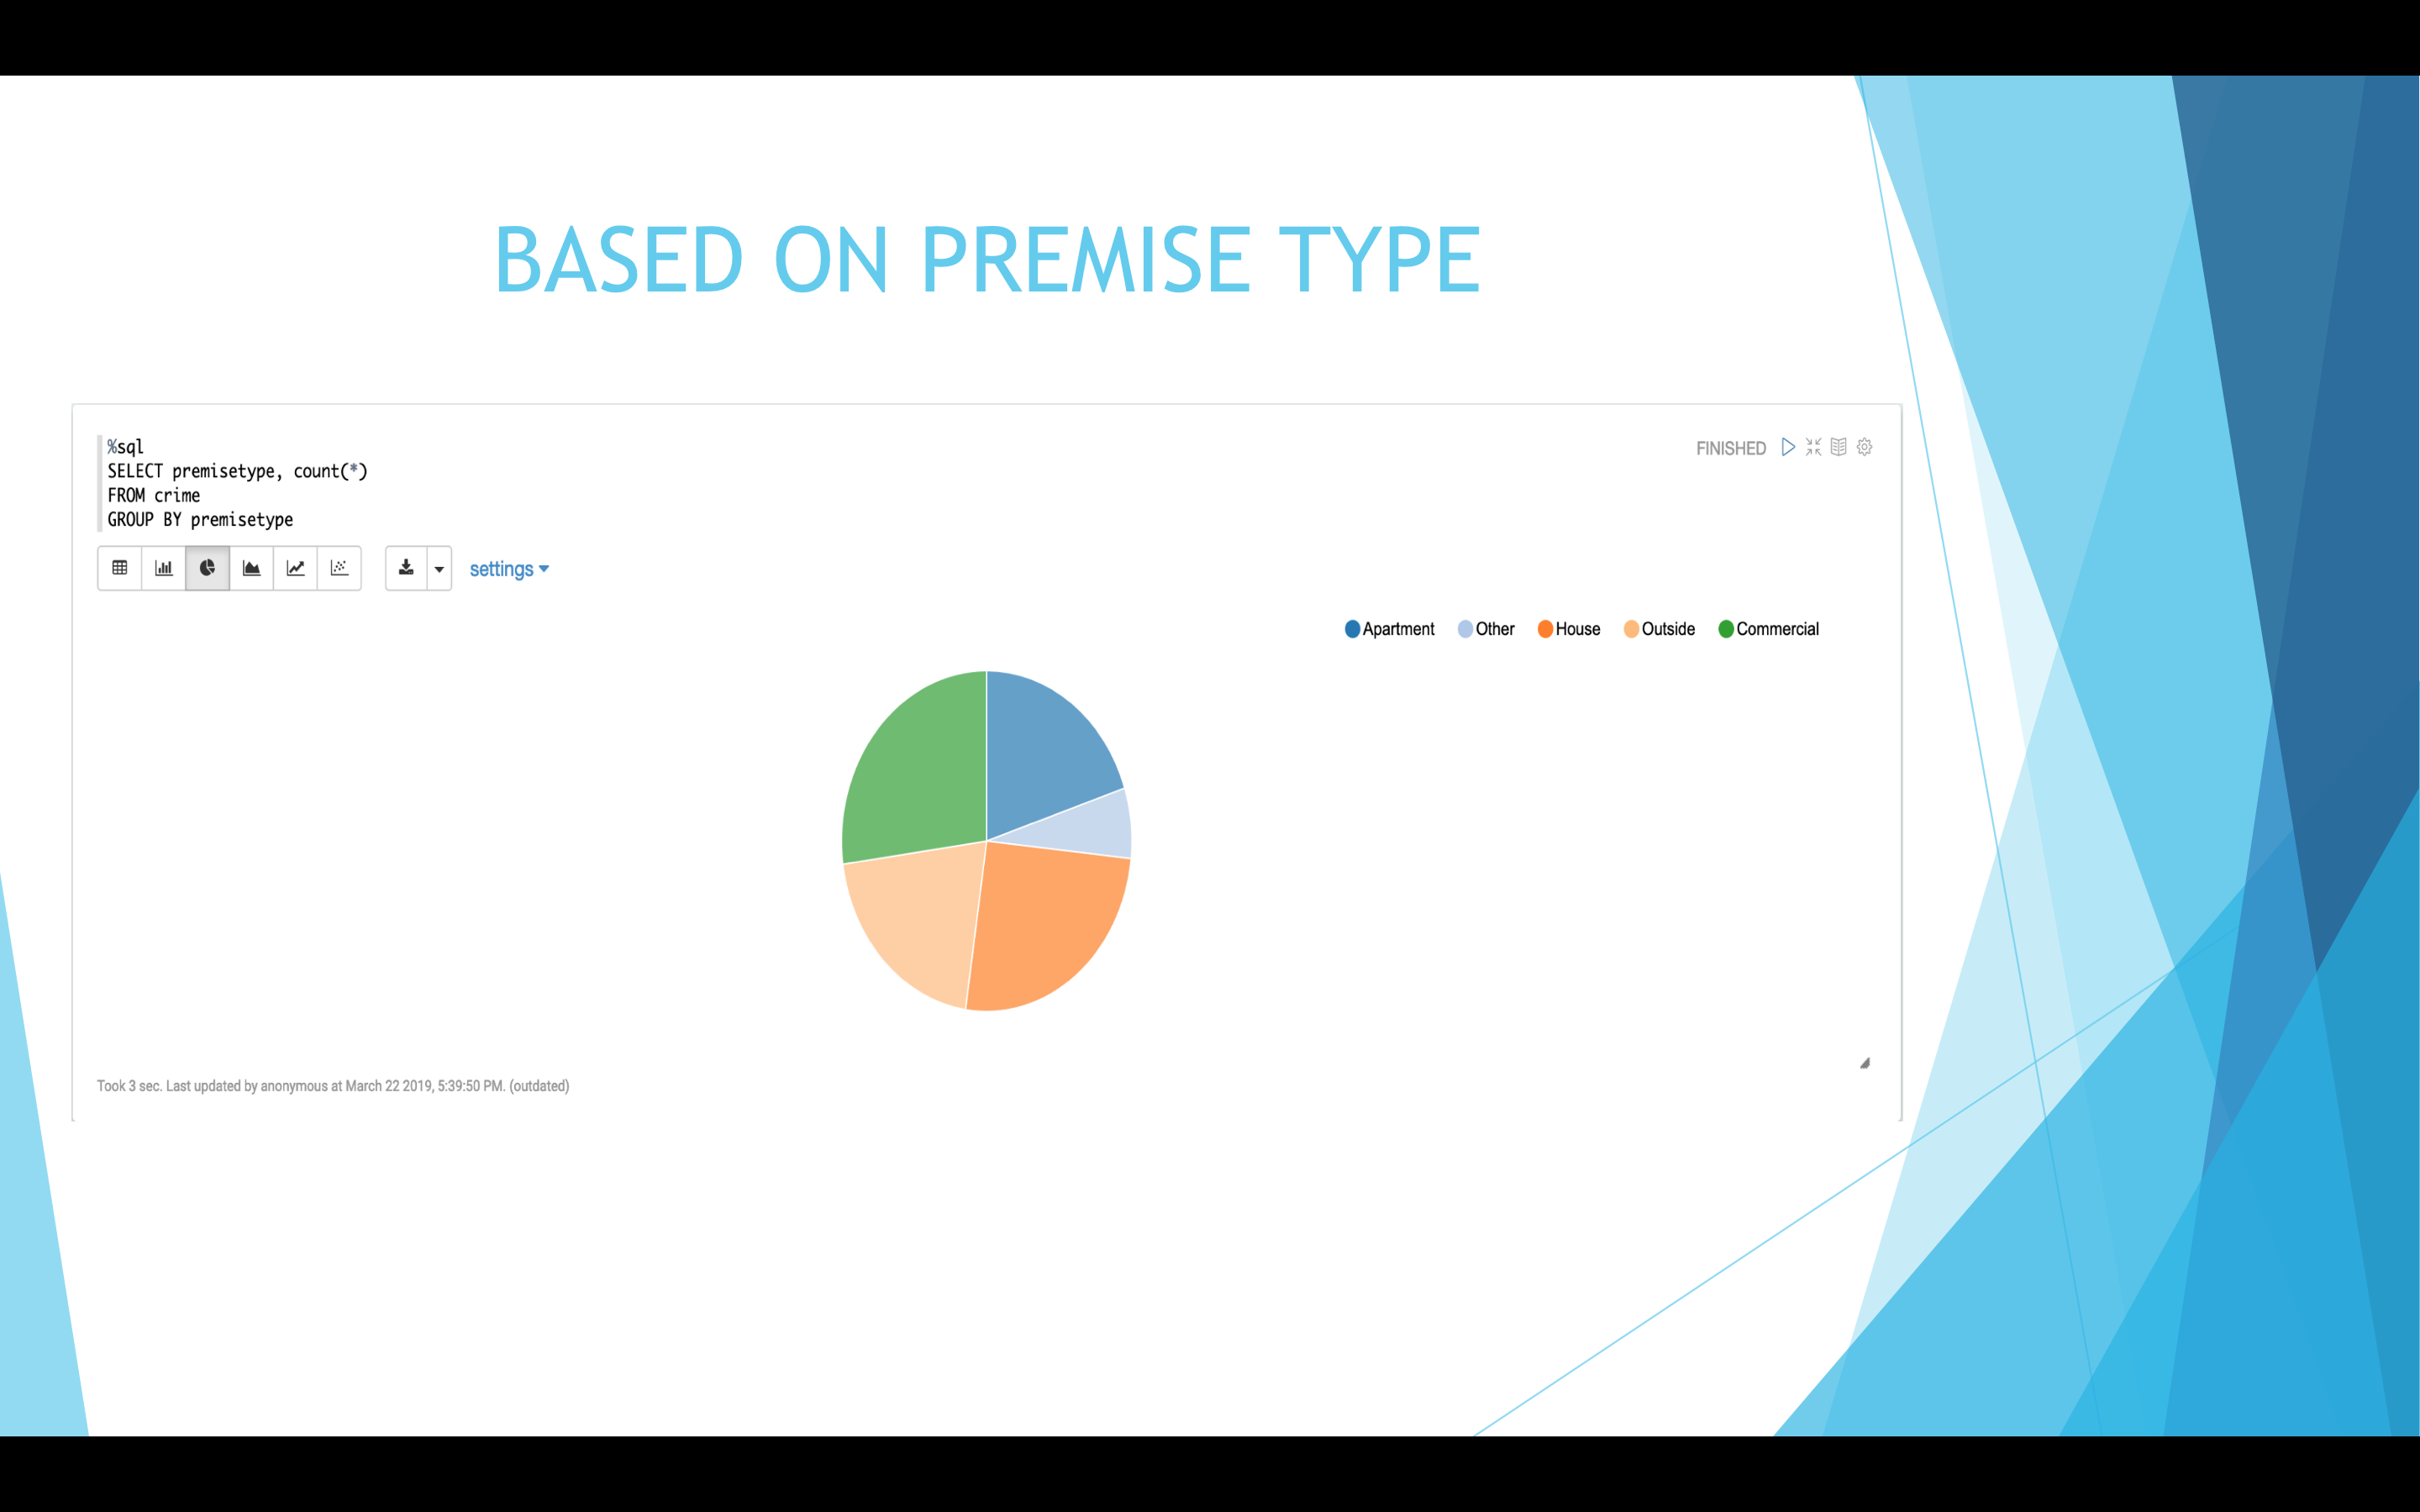 BASED ON PREMISE TYPE
%sql
SELECT premisetype, count(*)
FROM crime
GROUP BY premisetype
FINISHED
settings
Apartment Other House Outside Commercial
Took 3 sec. Last updated by anonymous at March 22 2019, 5:39:50 PM. (outdated)